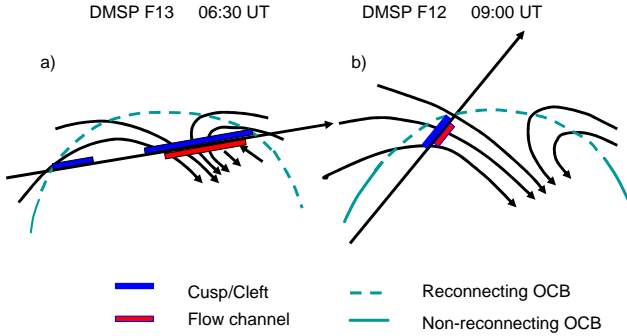 DMSP F13 06:30 UT DMSP F12 09:00 UT
a) b)
Cusp/Cleft Reconnecting OCB
Flow channel Non-reconnecting OCB